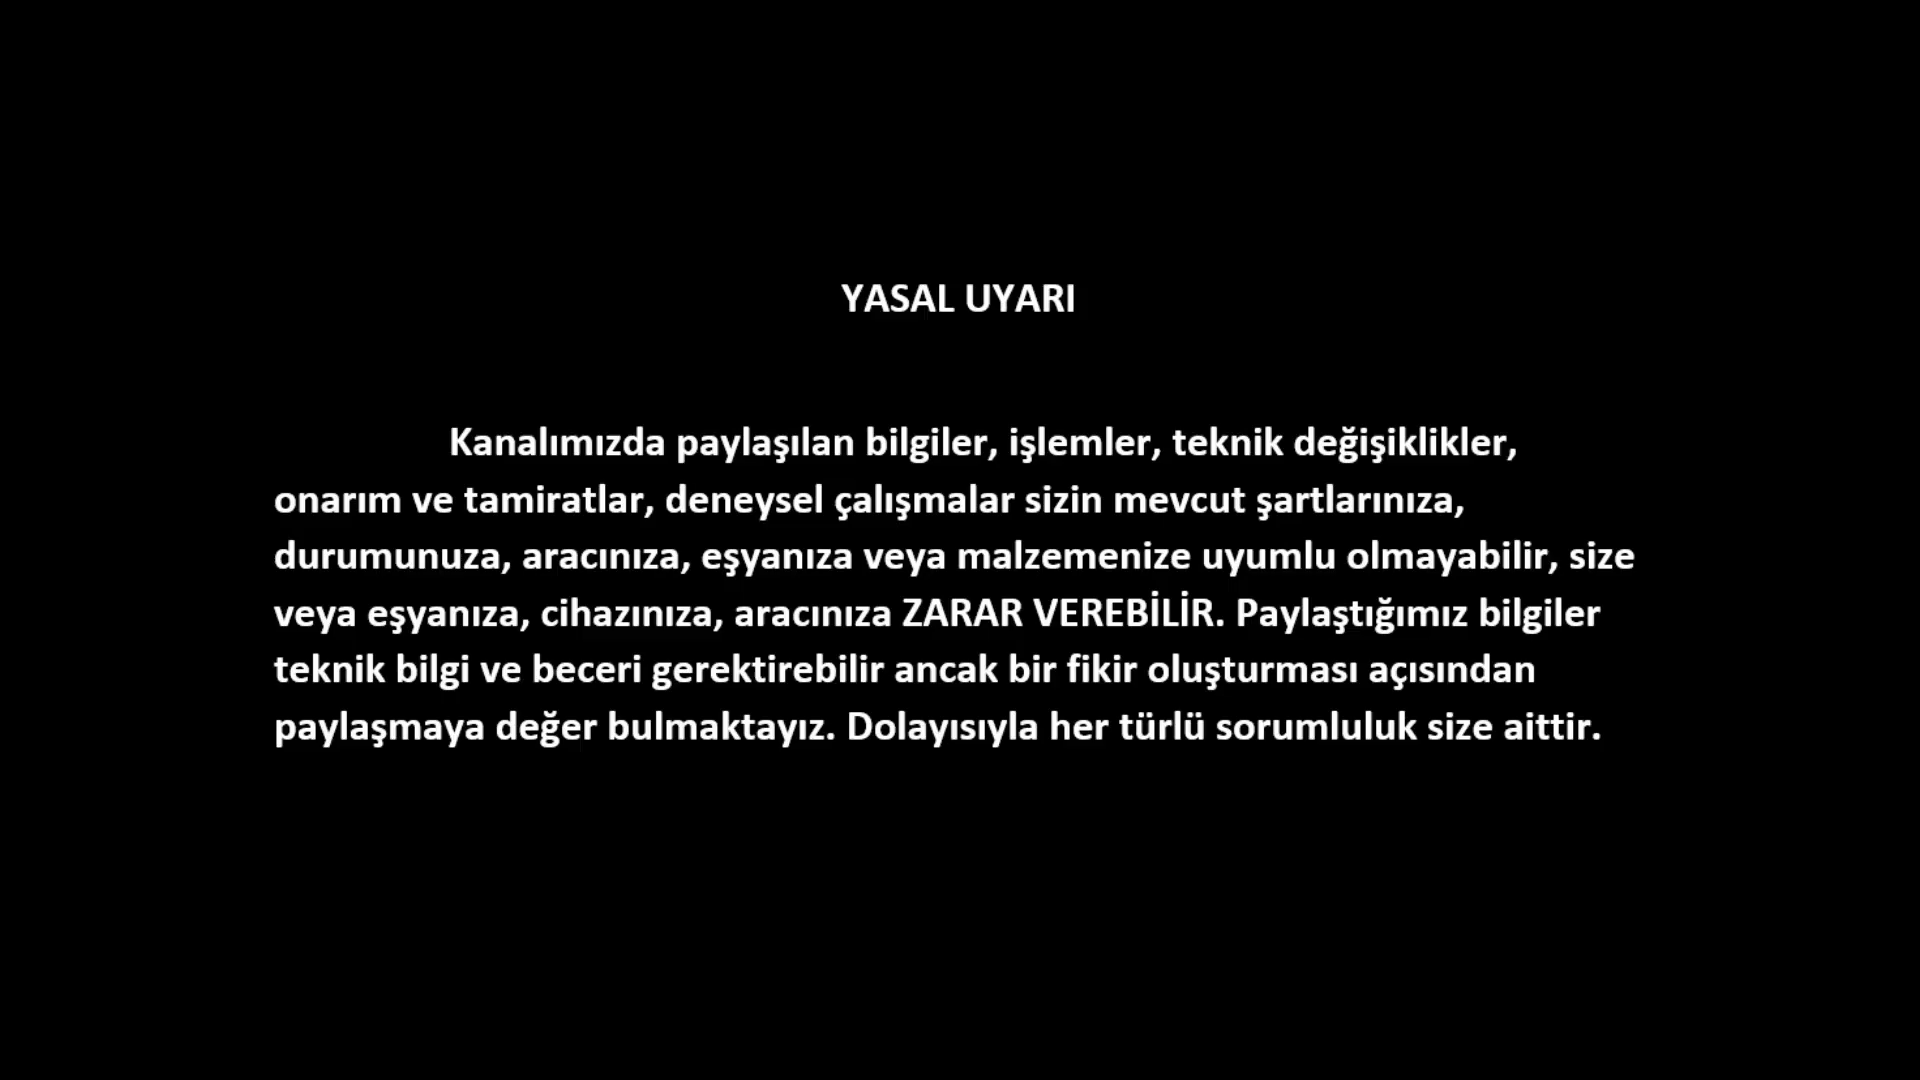 YASAL UYARI
Kanalımızda paylaşılan bilgiler, işlemler, teknik değişiklikler,
onarım ve tamiratlar, deneysel çalışmalar sizin mevcut şartlarınıza,
durumunuza, aracınıza, eşyanıza veya malzemenize uyumlu olmayabilir, size
veya eşyanıza, cihazınıza, aracınıza ZARAR VEREBİLİR. Paylaştığımız bilgiler
teknik bilgi ve beceri gerektirebilir ancak bir fikir oluşturması açısından
paylaşmaya değer bulmaktayız. Dolayısıyla her türlü sorumluluk size aittir.